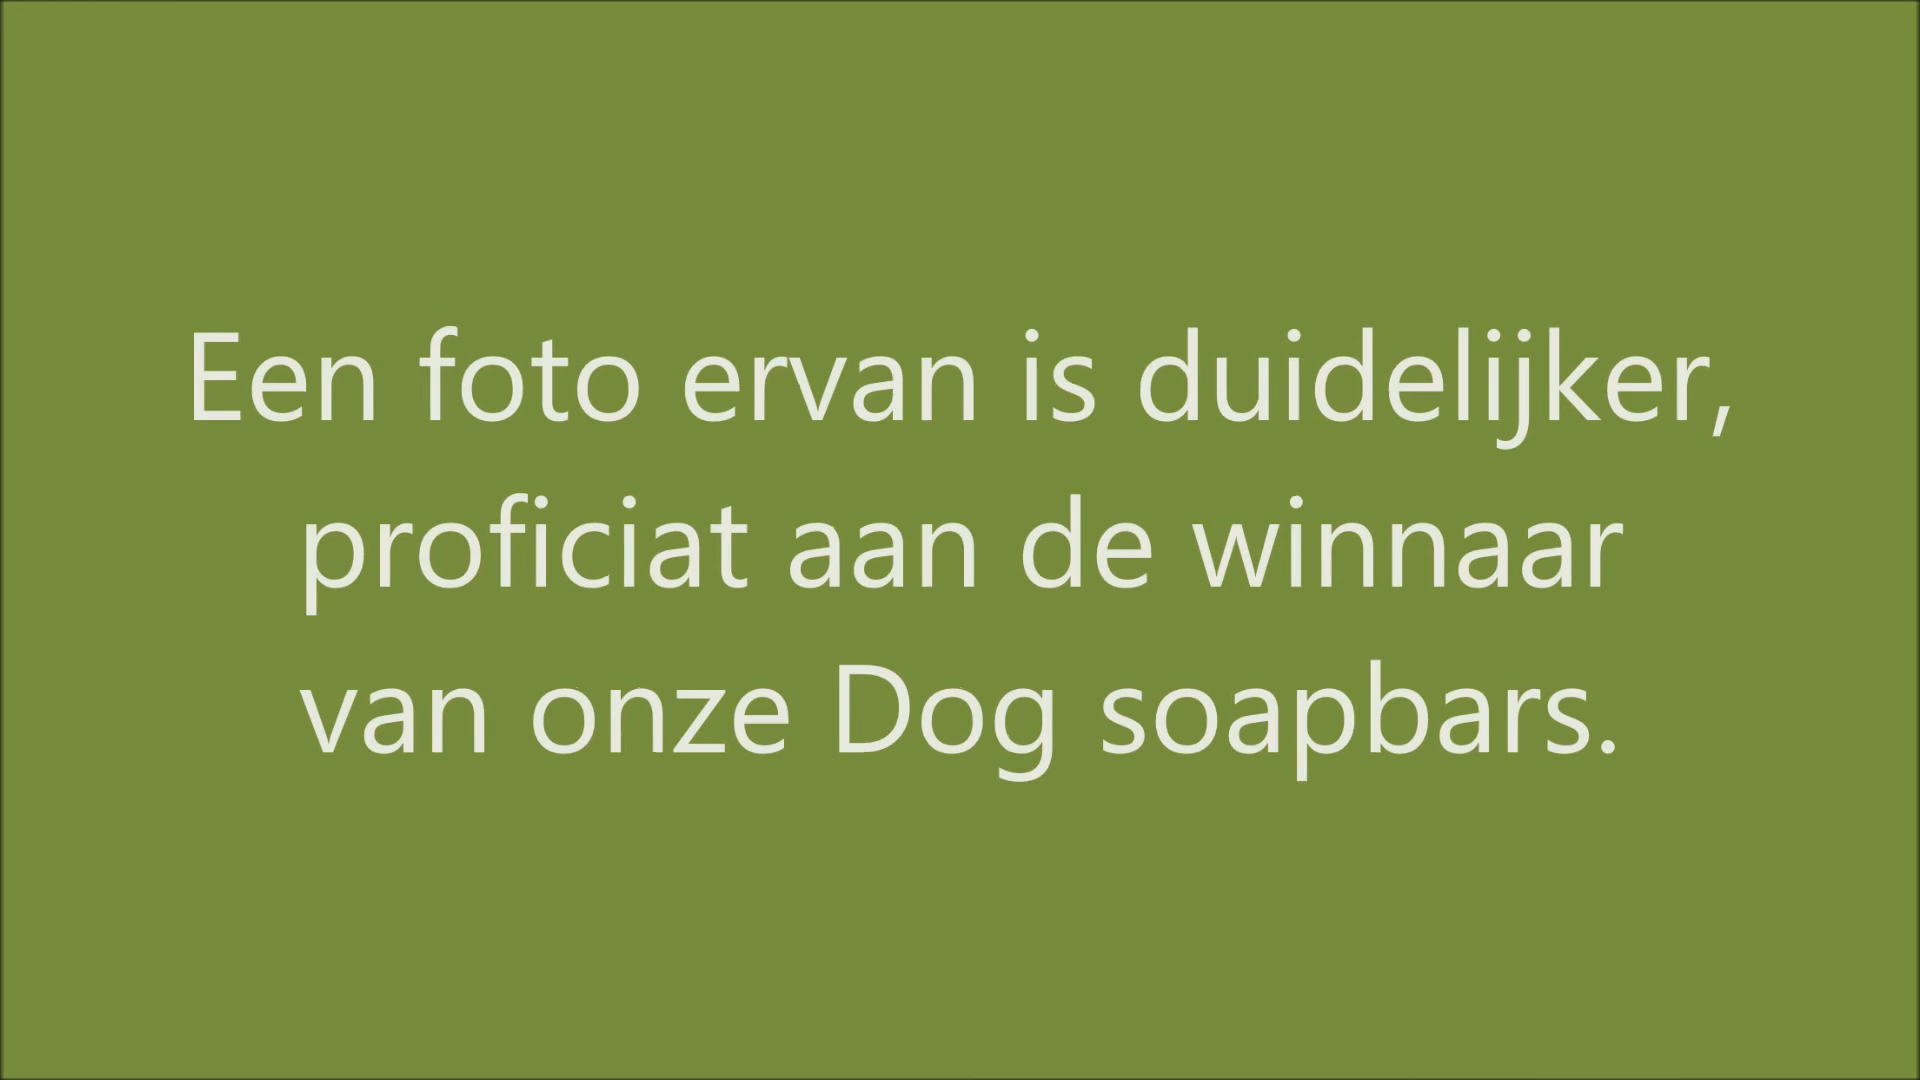 Een foto ervan is duidelijker,
proficiat aan de winnaar
van onze Dog soapbars.